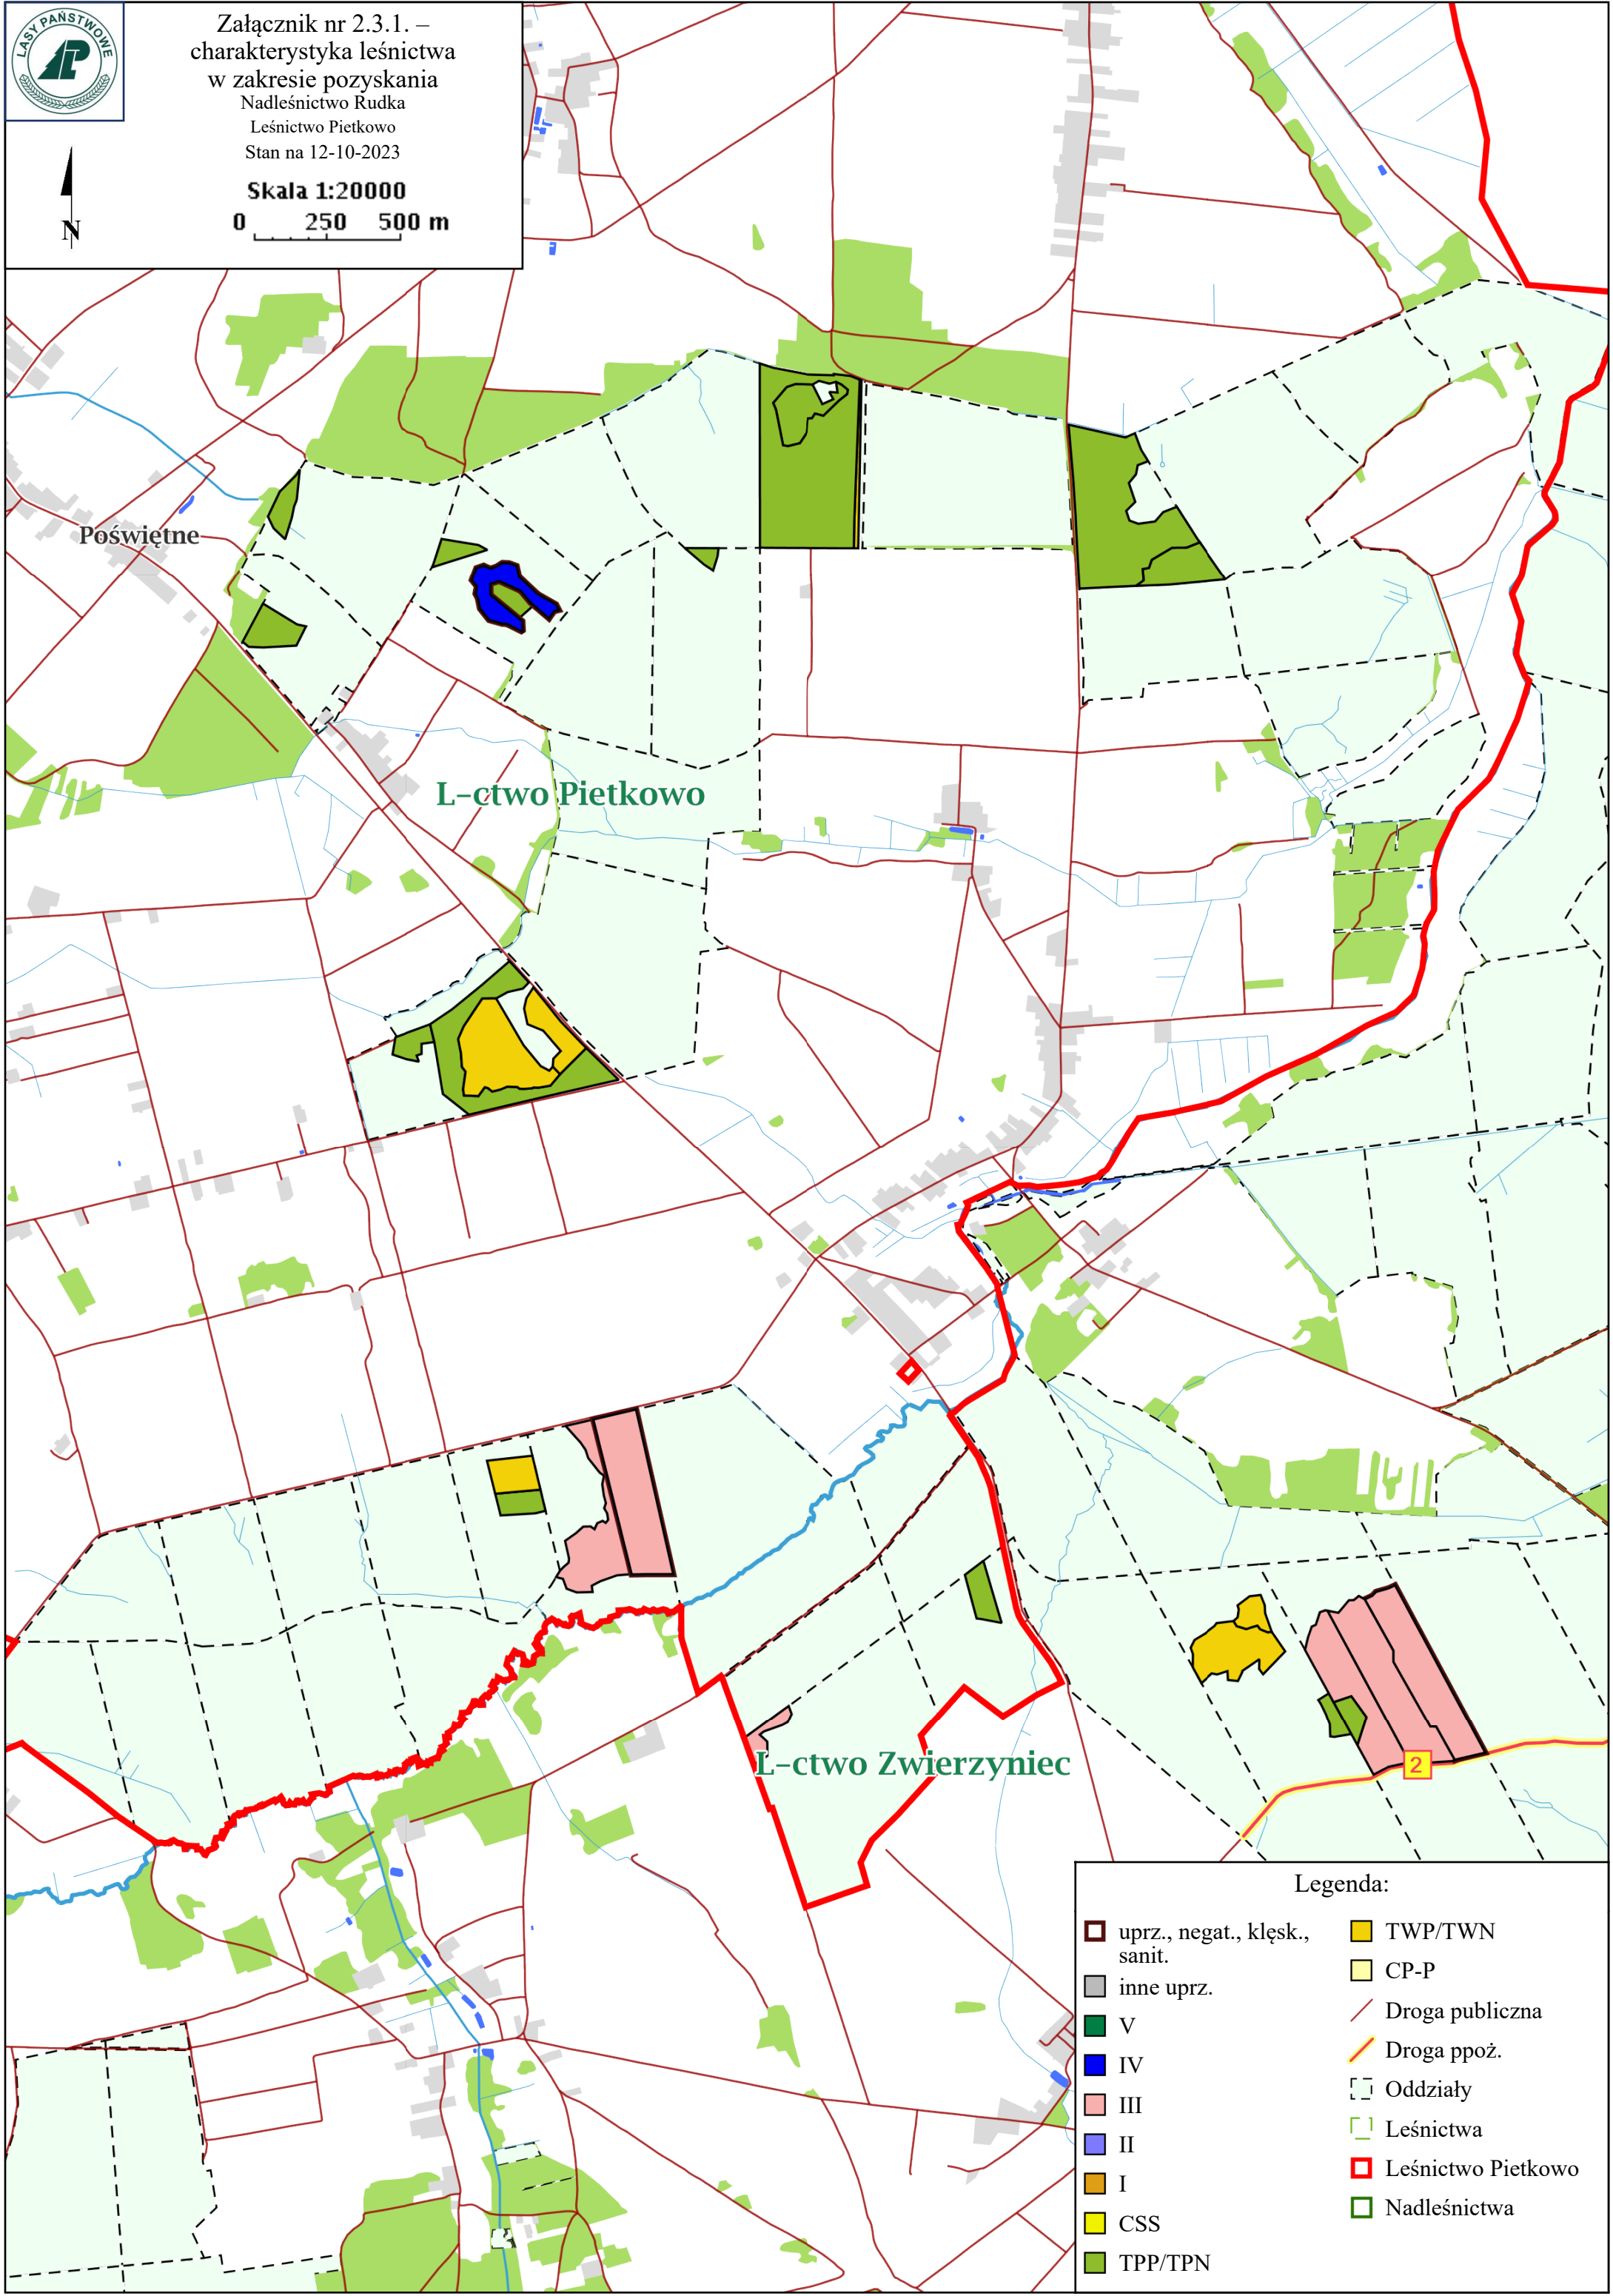 LASY PAŃSTWOWE
LP
Załącznik nr 2.3.1. –
charakterystyka leśnictwa
w zakresie pozyskania
Nadleśnictwo Rudka
Leśnictwo Pietkowo
Stan na 12-10-2023
Skala 1:20000
0 250 500 m
N
Poświętne
L-ctwo Pietkowo
L-ctwo Zwierzyniec
2
Legenda:
uprz., negat., klęsk.,
sanit.
inne uprz.
V
IV
III
II
I
CSS
TPP/TPN
TWP/TWN
CP-P
Droga publiczna
Droga ppoż.
Oddziały
Leśnictwa
Leśnictwo Pietkowo
Nadleśnictwa